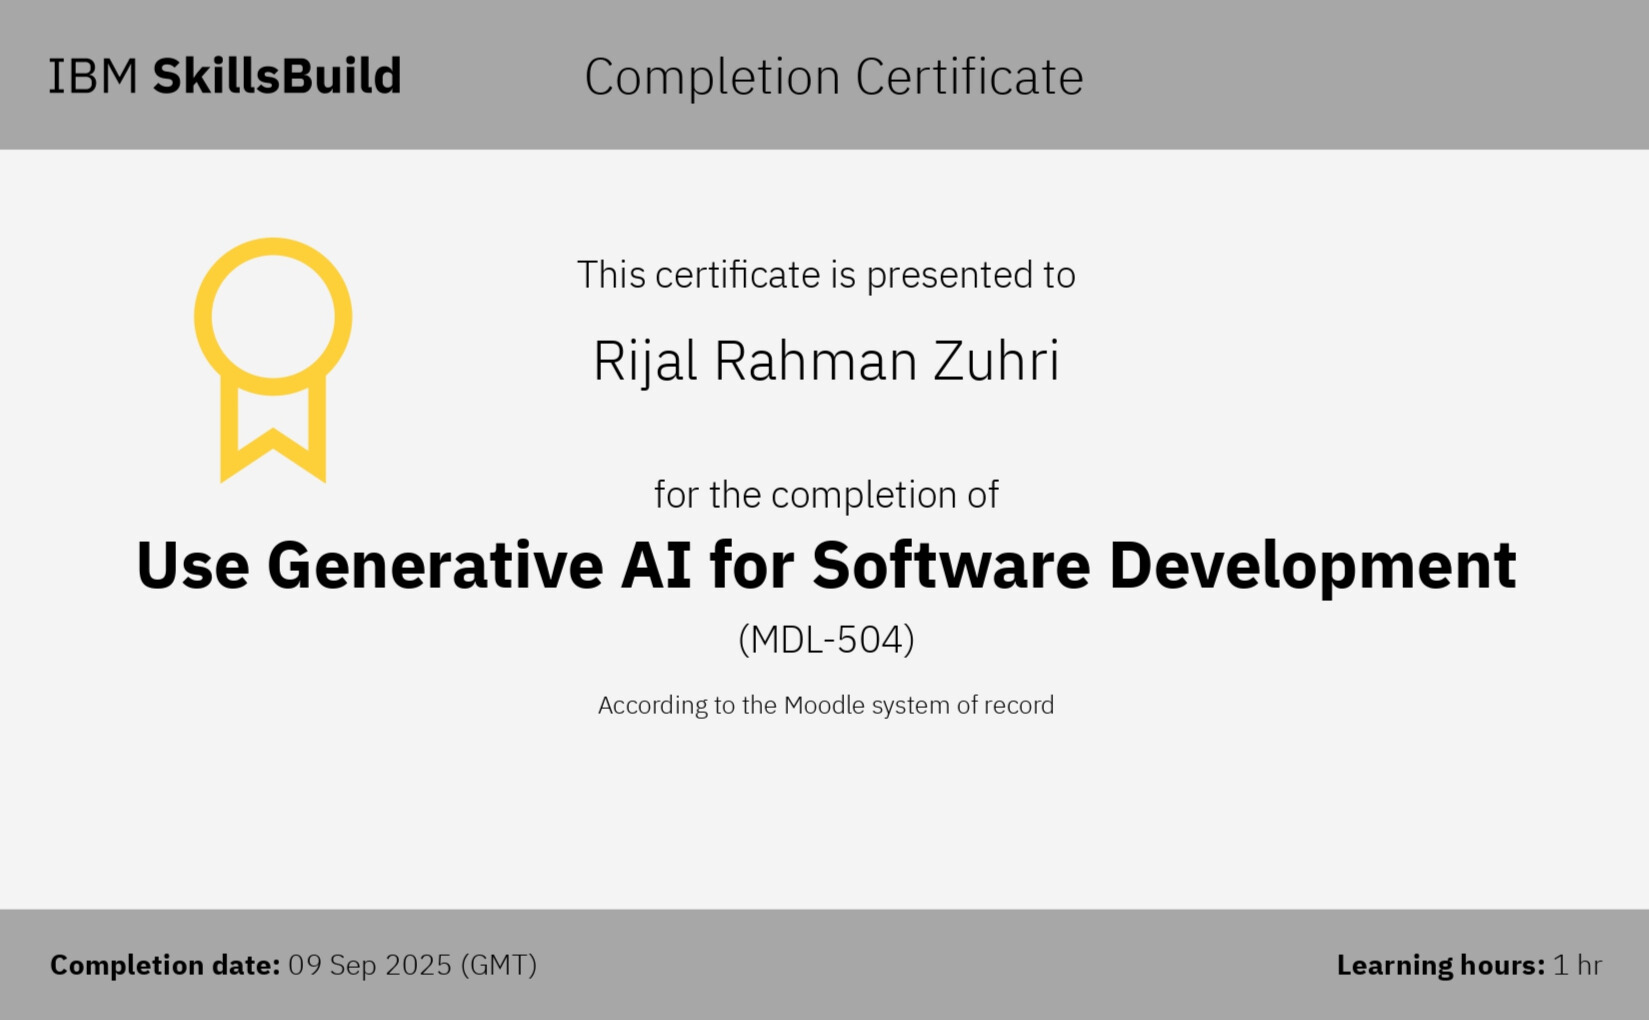 IBM SkillsBuild
Completion Certificate
This certificate is presented to
Rijal Rahman Zuhri
for the completion of
Use Generative AI for Software Development
(MDL-504)
According to the Moodle system of record
Completion date: 09 Sep 2025 (GMT)
Learning hours: 1 hr